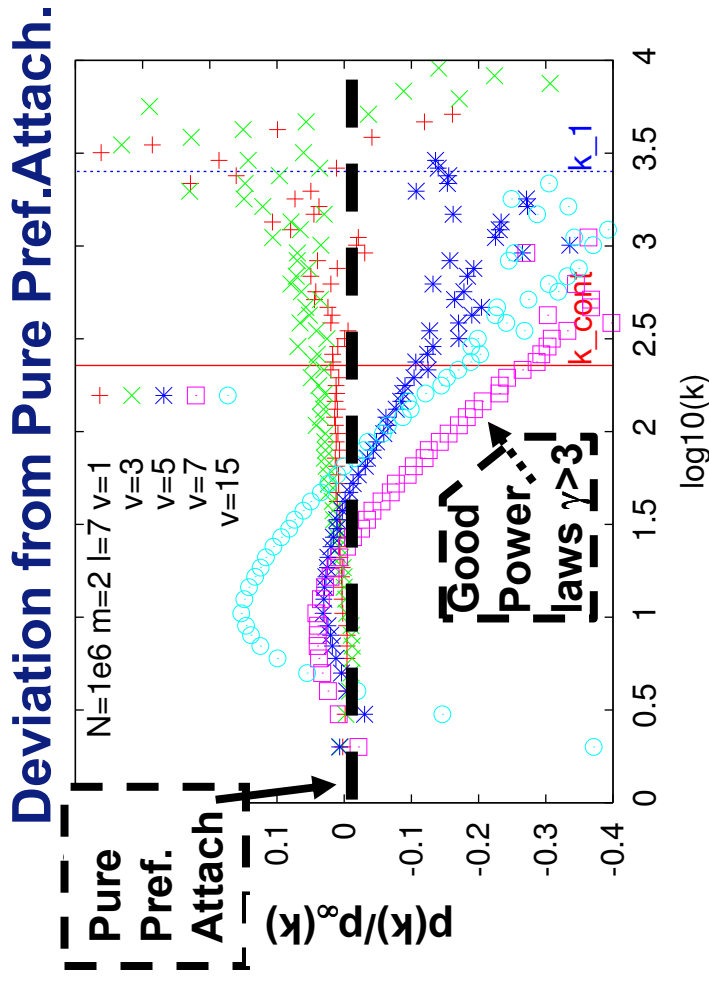 Deviation from Pure Pref.Attach.
Pure
Pref.
Attach
N=1e6 m=2 l=7 v=1
v=3
v=5
v=7
v=15
p(k)/p∞(k)
0.1
0
-0.1
-0.2
-0.3
-0.4
Good
Power
laws γ>3
k_cont
k_1
0
0.5
1
1.5
2
2.5
3
3.5
4
log10(k)